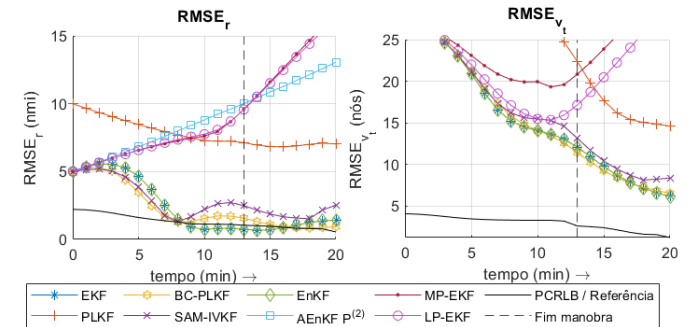 RMSE_r
RMSE_v_t
15
10
5
0
RMSE_r (nmi)
0
5
10
15
20
tempo (min) →
25
20
15
10
5
RMSE_v_t (nós)
0
5
10
15
20
tempo (min) →
EKF
BC-PLKF
EnKF
MP-EKF
PCRLB / Referência
PLKF
SAM-IVKF
AEnKF P^(2)
LP-EKF
Fim manobra